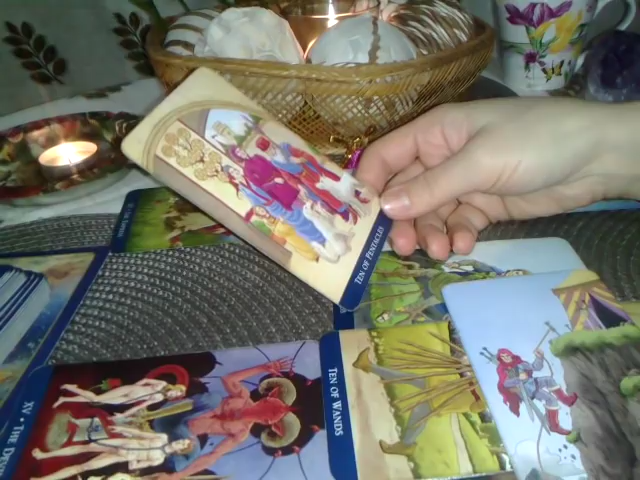 TEN OF PENTACLES
TEN OF WANDS
XV THE DEVIL